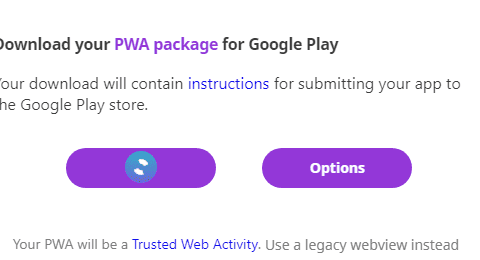 Download your PWA package for Google Play
Your download will contain instructions for submitting your app to
the Google Play store.
Options
Your PWA will be a Trusted Web Activity. Use a legacy webview instead